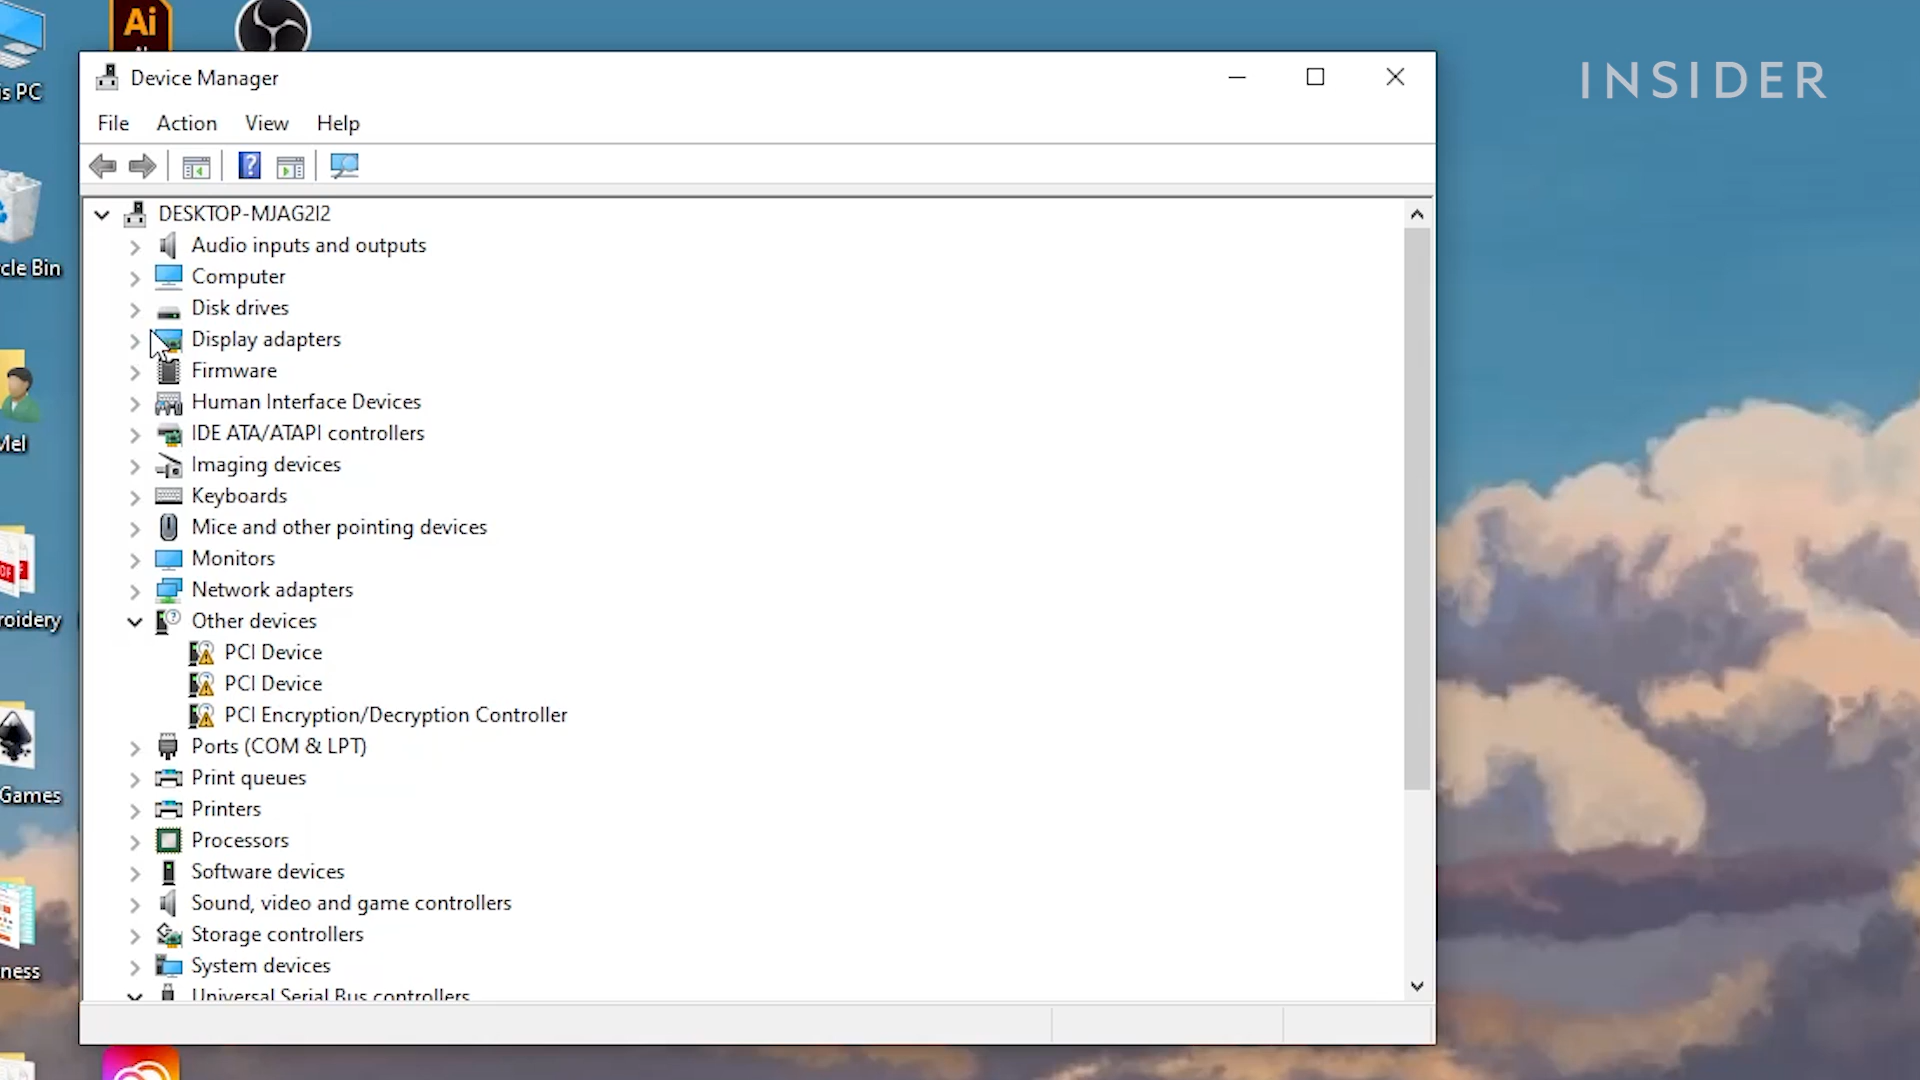 Ai
INSIDER
Device Manager
File Action View Help
DESKTOP-MJAG2I2
Audio inputs and outputs
Computer
Disk drives
Display adapters
Firmware
Human Interface Devices
IDE ATA/ATAPI controllers
Imaging devices
Keyboards
Mice and other pointing devices
Monitors
Network adapters
Other devices
PCI Device
PCI Device
PCI Encryption/Decryption Controller
Ports (COM & LPT)
Print queues
Printers
Processors
Software devices
Sound, video and game controllers
Storage controllers
System devices
Universal Serial Bus controllers
is PC
cle Bin
Mel
roidery
Games
ness